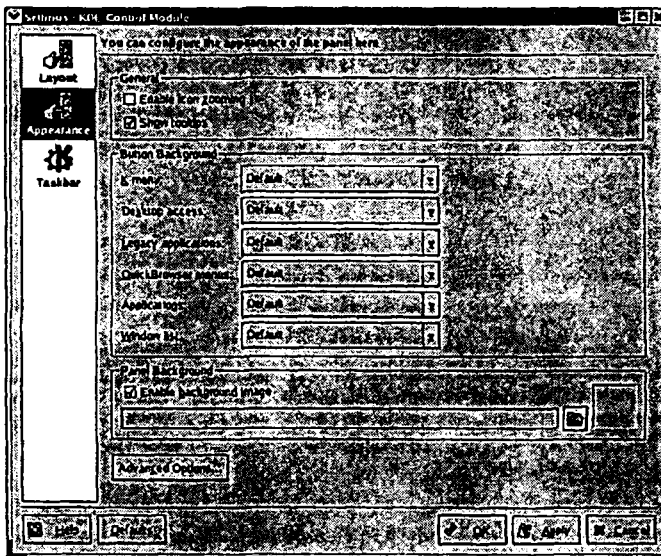 Settings - KDE Control Module
You can configure the appearance of the panel here.
Layout
Appearance
Taskbar
General
Enable icon zooming
Show tooltips
Button Background
K menu: Default
Desktop access: Default
Legacy applications: Default
QuickBrowser menus: Default
Applications: Default
Window list: Default
Panel Background
Enable background image
Advanced Options...
Help Defaults OK Apply Cancel